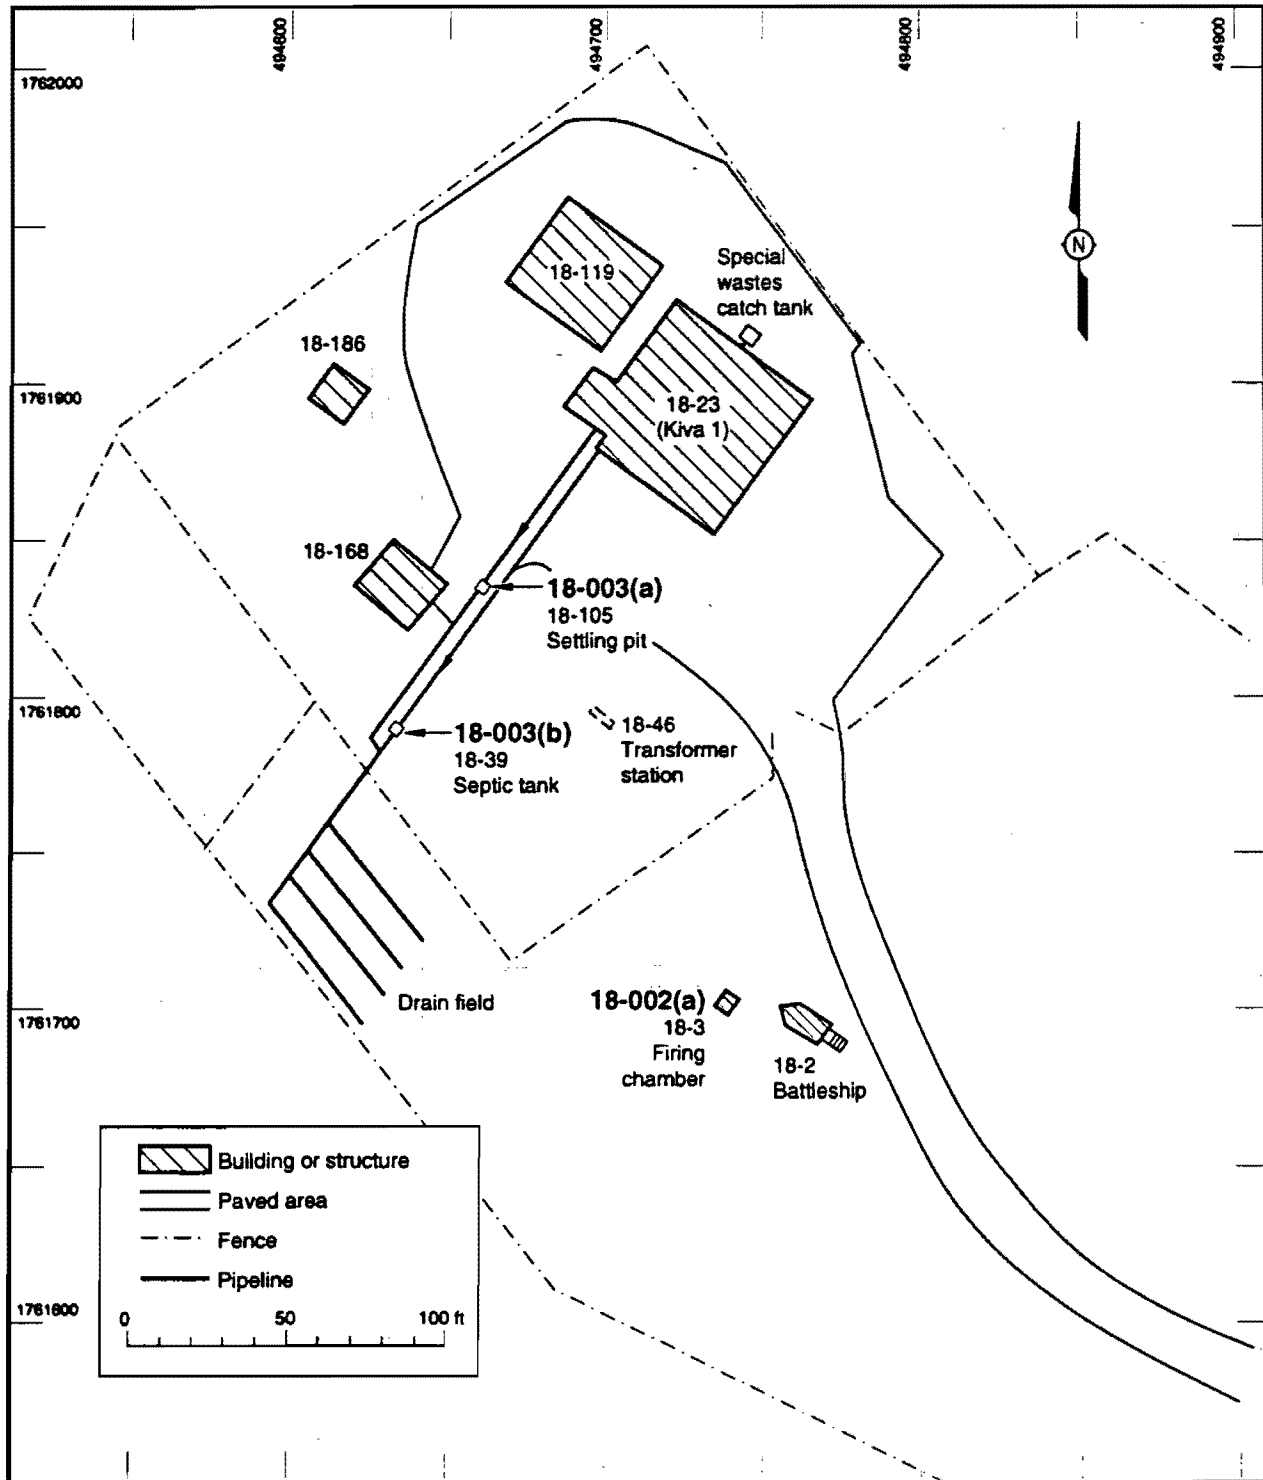 494600
494700
494800
494900
1762000
N
18-119
Special
wastes
catch tank
18-186
1761900
18-23
(Kiva 1)
18-168
18-003(a)
18-105
Settling pit
1761800
18-003(b)
18-39
Septic tank
18-46
Transformer
station
Drain field
1761700
18-002(a)
18-3
Firing
chamber
18-2
Battleship
Building or structure
Paved area
Fence
Pipeline
0 50 100 ft
1761600